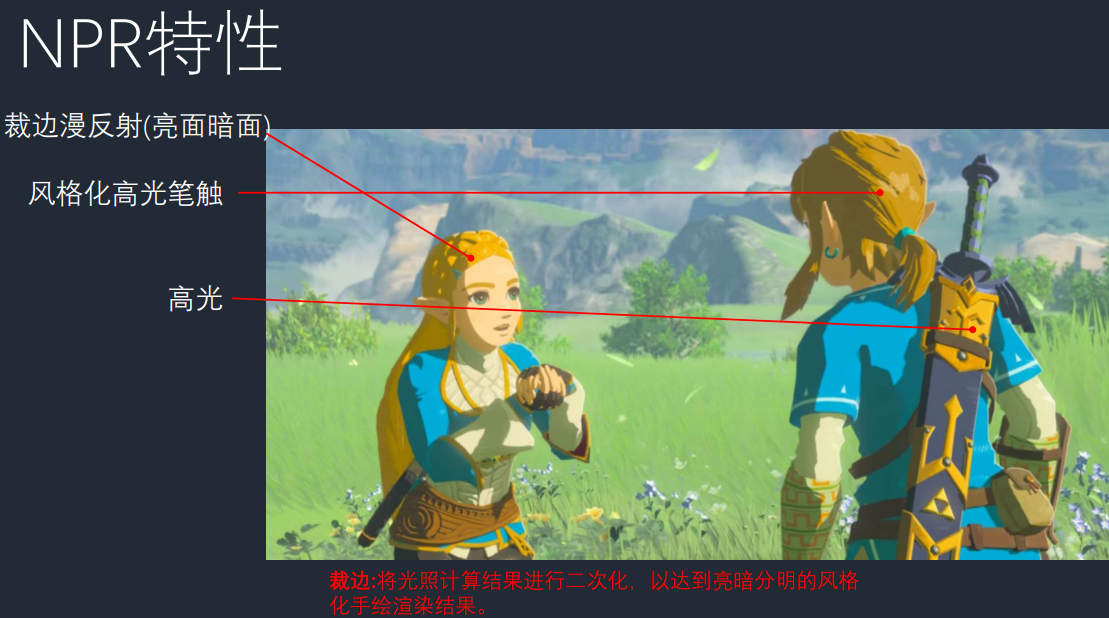 NPR特性
裁边漫反射(亮面暗面)
风格化高光笔触
高光
裁边:将光照计算结果进行二次化，以达到亮暗分明的风格
化手绘渲染结果。